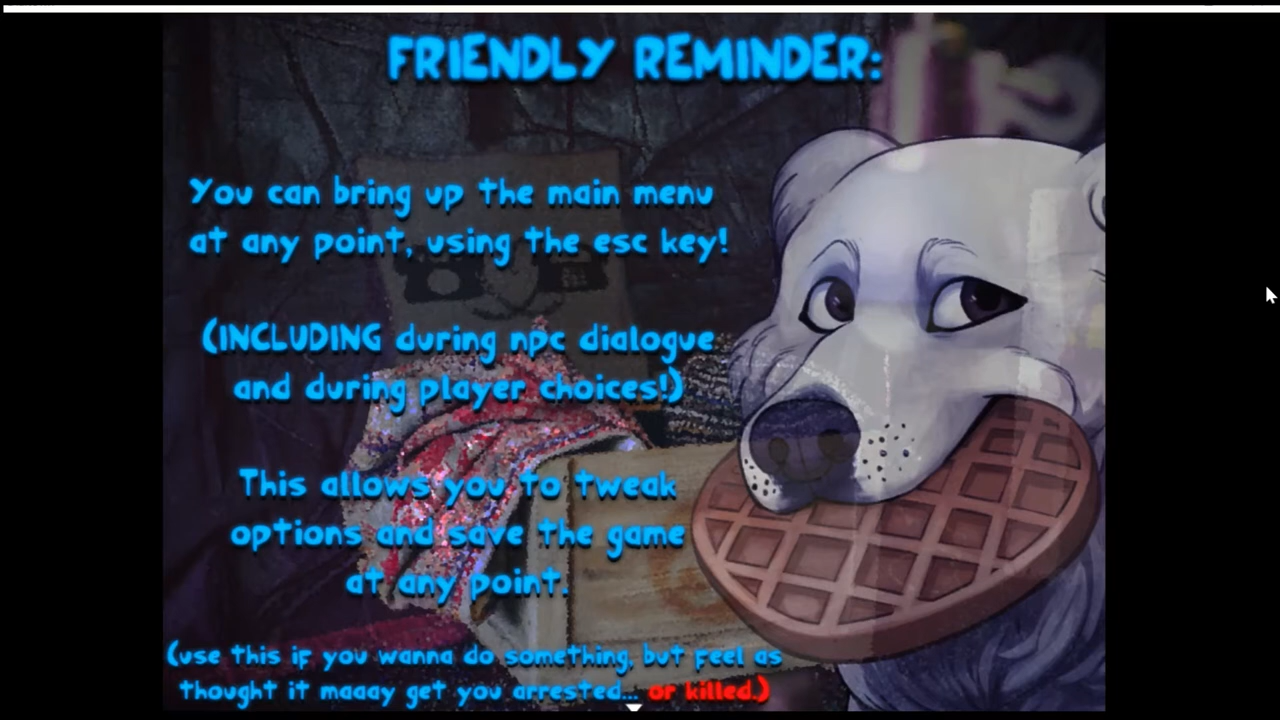 FRIENDLY REMINDER:
You can bring up the main menu
at any point, using the esc key!
(INCLUDING during npc dialogue
and during player choices!)
This allows you to tweak
options and save the game
at any point.
(use this if you wanna do something, but feel as
thought it maaay get you arrested... or killed.)